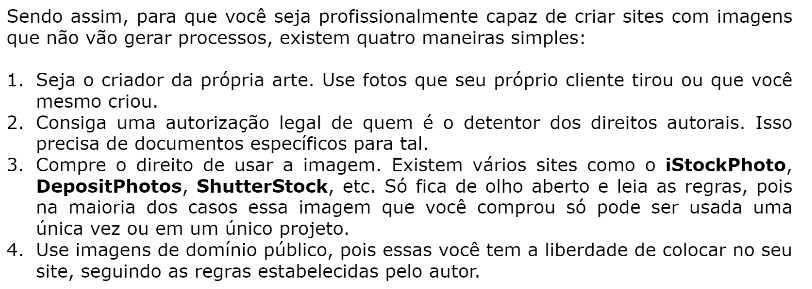 Sendo assim, para que você seja profissionalmente capaz de criar sites com imagens
que não vão gerar processos, existem quatro maneiras simples:
1. Seja o criador da própria arte. Use fotos que seu próprio cliente tirou ou que você
mesmo criou.
2. Consiga uma autorização legal de quem é o detentor dos direitos autorais. Isso
precisa de documentos específicos para tal.
3. Compre o direito de usar a imagem. Existem vários sites como o iStockPhoto,
DepositPhotos, ShutterStock, etc. Só fica de olho aberto e leia as regras, pois
na maioria dos casos essa imagem que você comprou só pode ser usada uma
única vez ou em um único projeto.
4. Use imagens de domínio público, pois essas você tem a liberdade de colocar no seu
site, seguindo as regras estabelecidas pelo autor.